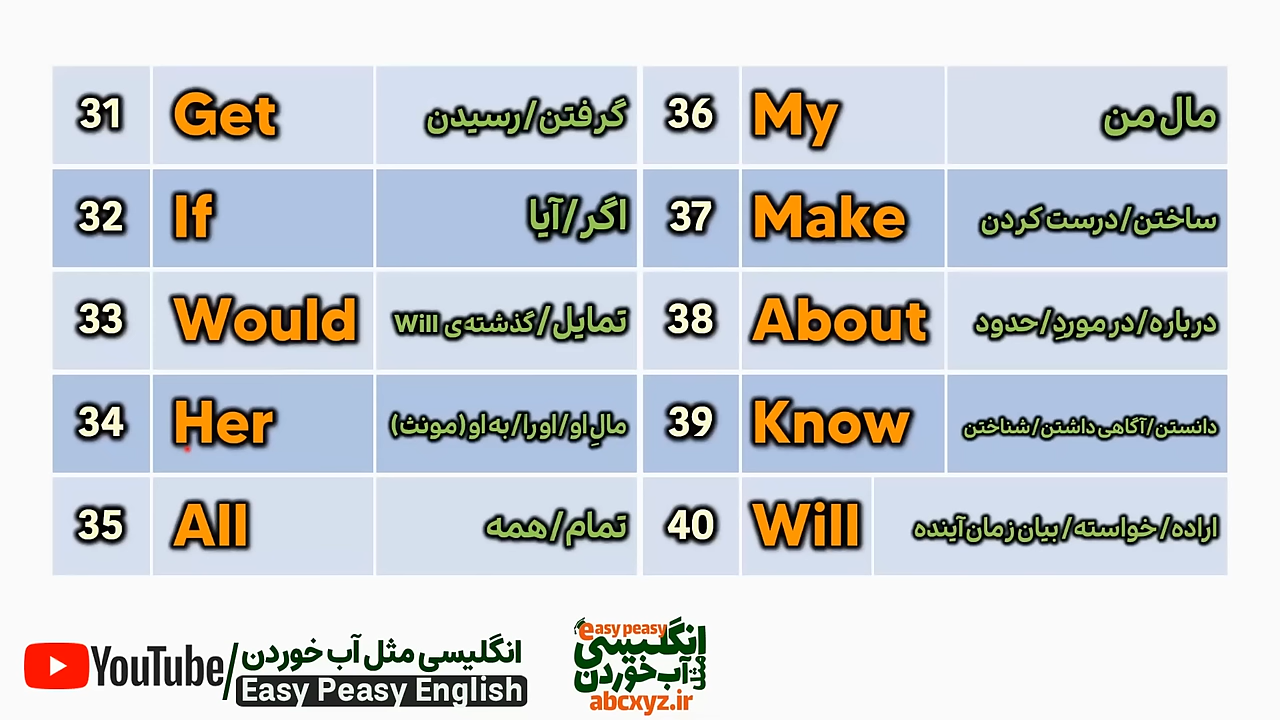 31 Get گرفتن/رسیدن 36 My مال من
32 If اگر/آیا 37 Make ساختن/درست کردن
33 Would تمایل/گذشته‌ی Will 38 About درباره/در موردِ/حدود
34 Her مالِ او/او را/به او(مونث) 39 Know دانستن/آگاهی داشتن/شناختن
35 All تمام/همه 40 Will اراده/خواسته/بیان زمان آینده
YouTube/انگلیسی مثل آب خوردن
Easy Peasy English
easy peasy
انگلیسی
مثل آب خوردن
abcxyz.ir